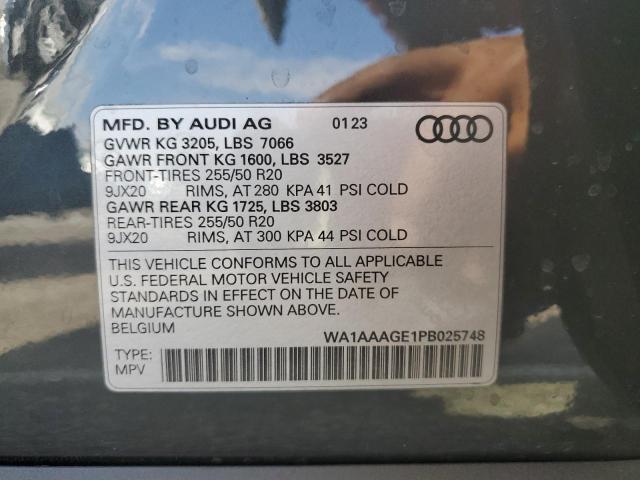 MFD. BY AUDI AG 0123
GVWR KG 3205, LBS 7066
GAWR FRONT KG 1600, LBS 3527
FRONT-TIRES 255/50 R20
9JX20 RIMS, AT 280 KPA 41 PSI COLD
GAWR REAR KG 1725, LBS 3803
REAR-TIRES 255/50 R20
9JX20 RIMS, AT 300 KPA 44 PSI COLD
THIS VEHICLE CONFORMS TO ALL APPLICABLE
U.S. FEDERAL MOTOR VEHICLE SAFETY
STANDARDS IN EFFECT ON THE DATE OF
MANUFACTURE SHOWN ABOVE.
BELGIUM WA1AAAGE1PB025748
TYPE:
MPV